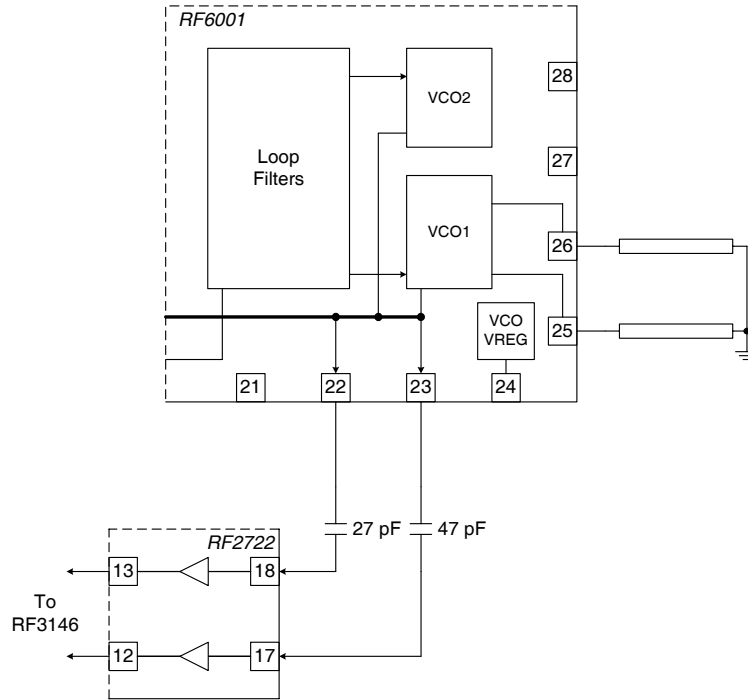 RF6001
28
VCO2
Loop
Filters
27
VCO1
26
VCO
VREG
25
21
22
23
24
27 pF
47 pF
RF2722
13
18
To
RF3146
12
17